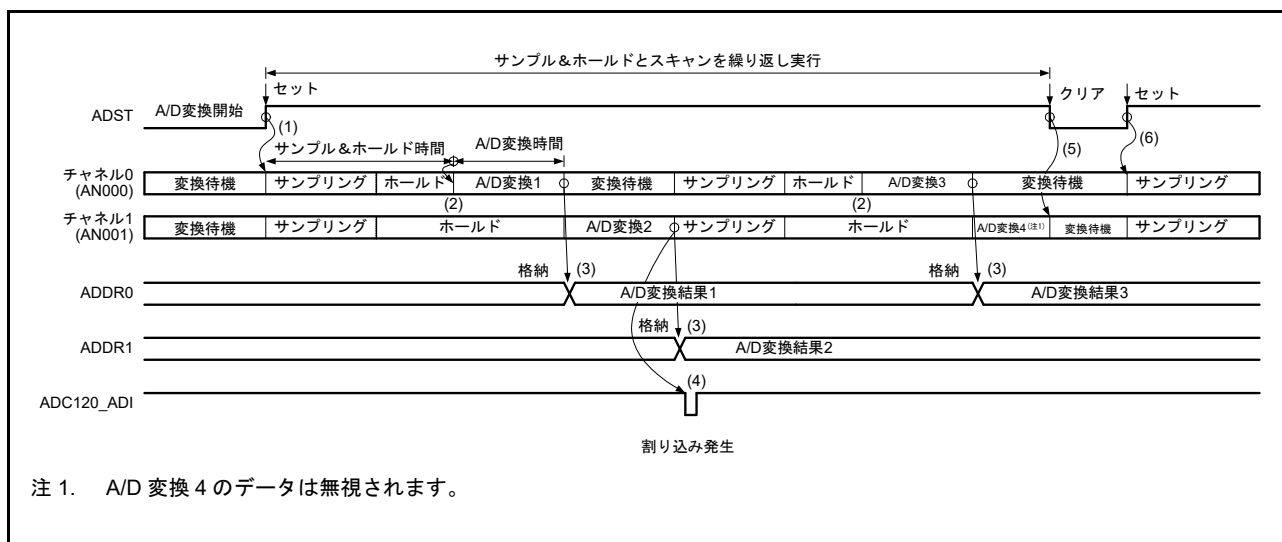 サンプル＆ホールドとスキャンを繰り返し実行
セット
クリア
セット
ADST
A/D変換開始
(1)
(5)
(6)
サンプル＆ホールド時間
A/D変換時間
チャネル0
(AN000)
変換待機
サンプリング
ホールド
A/D変換1
変換待機
サンプリング
ホールド
A/D変換3
変換待機
サンプリング
(2)
(2)
チャネル1
(AN001)
変換待機
サンプリング
ホールド
A/D変換2
サンプリング
ホールド
A/D変換4(注1)
変換待機
サンプリング
格納
(3)
格納
(3)
ADDR0
A/D変換結果1
A/D変換結果3
格納
(3)
ADDR1
A/D変換結果2
(4)
ADC120_ADI
割り込み発生
注 1. A/D 変換 4 のデータは無視されます。